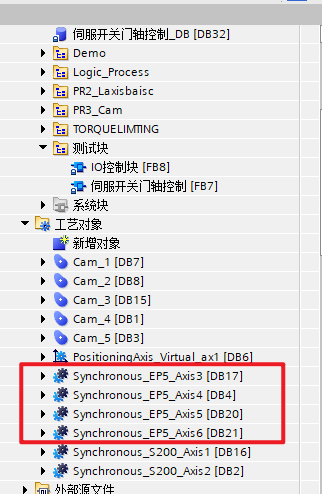 伺服开关门轴控制_DB [DB32]
Demo
Logic_Process
PR2_Laxisbaisc
PR3_Cam
TORQUELIMTING
测试块
IO控制块 [FB8]
伺服开关门轴控制 [FB7]
系统块
工艺对象
新增对象
Cam_1 [DB7]
Cam_2 [DB8]
Cam_3 [DB15]
Cam_4 [DB1]
Cam_5 [DB3]
PositioningAxis_Virtual_ax1 [DB6]
Synchronous_EP5_Axis3 [DB17]
Synchronous_EP5_Axis4 [DB4]
Synchronous_EP5_Axis5 [DB20]
Synchronous_EP5_Axis6 [DB21]
Synchronous_S200_Axis1 [DB16]
Synchronous_S200_Axis2 [DB2]
外部源文件